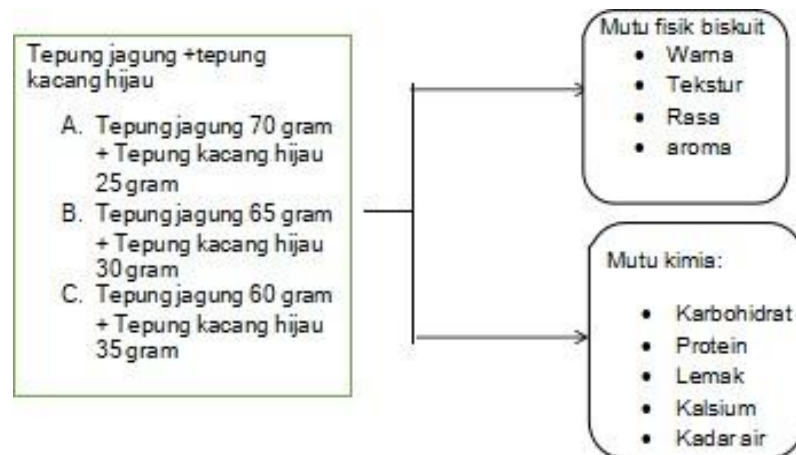 Tepung jagung +tepung
kacang hijau
A. Tepung jagung 70 gram
+ Tepung kacang hijau
25 gram
B. Tepung jagung 65 gram
+ Tepung kacang hijau
30 gram
C. Tepung jagung 60 gram
+ Tepung kacang hijau
35 gram
Mutu fisik biskuit
• Warna
• Tekstur
• Rasa
• aroma
Mutu kimia:
• Karbohidrat
• Protein
• Lemak
• Kalsium
• Kadar air